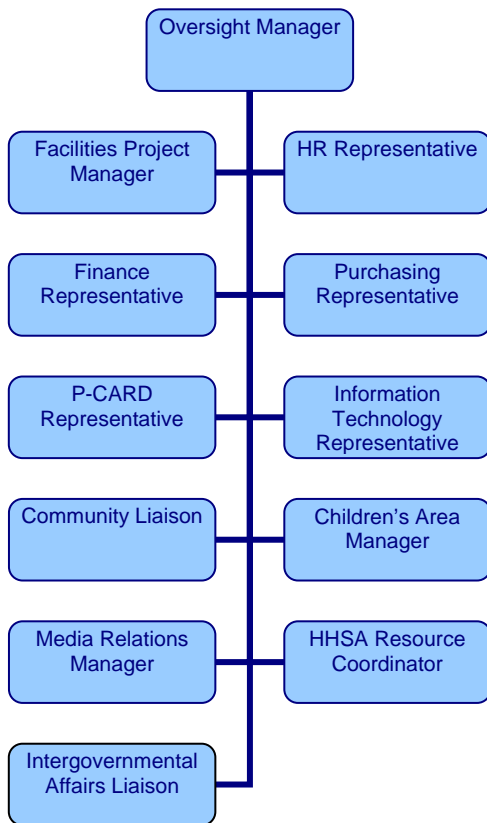 Oversight Manager
Facilities Project
Manager
HR Representative
Finance
Representative
Purchasing
Representative
P-CARD
Representative
Information
Technology
Representative
Community Liaison
Children’s Area
Manager
Media Relations
Manager
HHSA Resource
Coordinator
Intergovernmental
Affairs Liaison